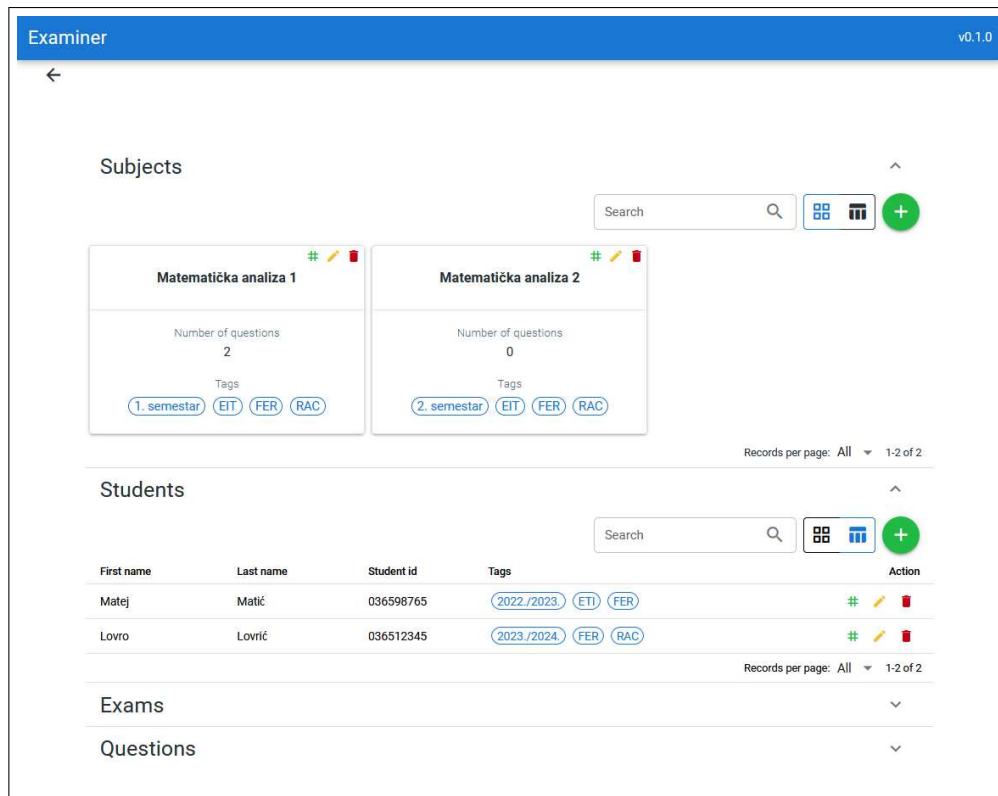 Examiner v0.1.0
Subjects
Search
Matematička analiza 1 Matematička analiza 2
Number of questions Number of questions
2 0
Tags Tags
1. semestar EIT FER RAC 2. semestar EIT FER RAC
Records per page: All 1-2 of 2
Students
Search
First name Last name Student id Tags Action
Matej Matić 036598765 2022./2023. ETI FER
Lovro Lovrić 036512345 2023./2024. FER RAC
Records per page: All 1-2 of 2
Exams
Questions